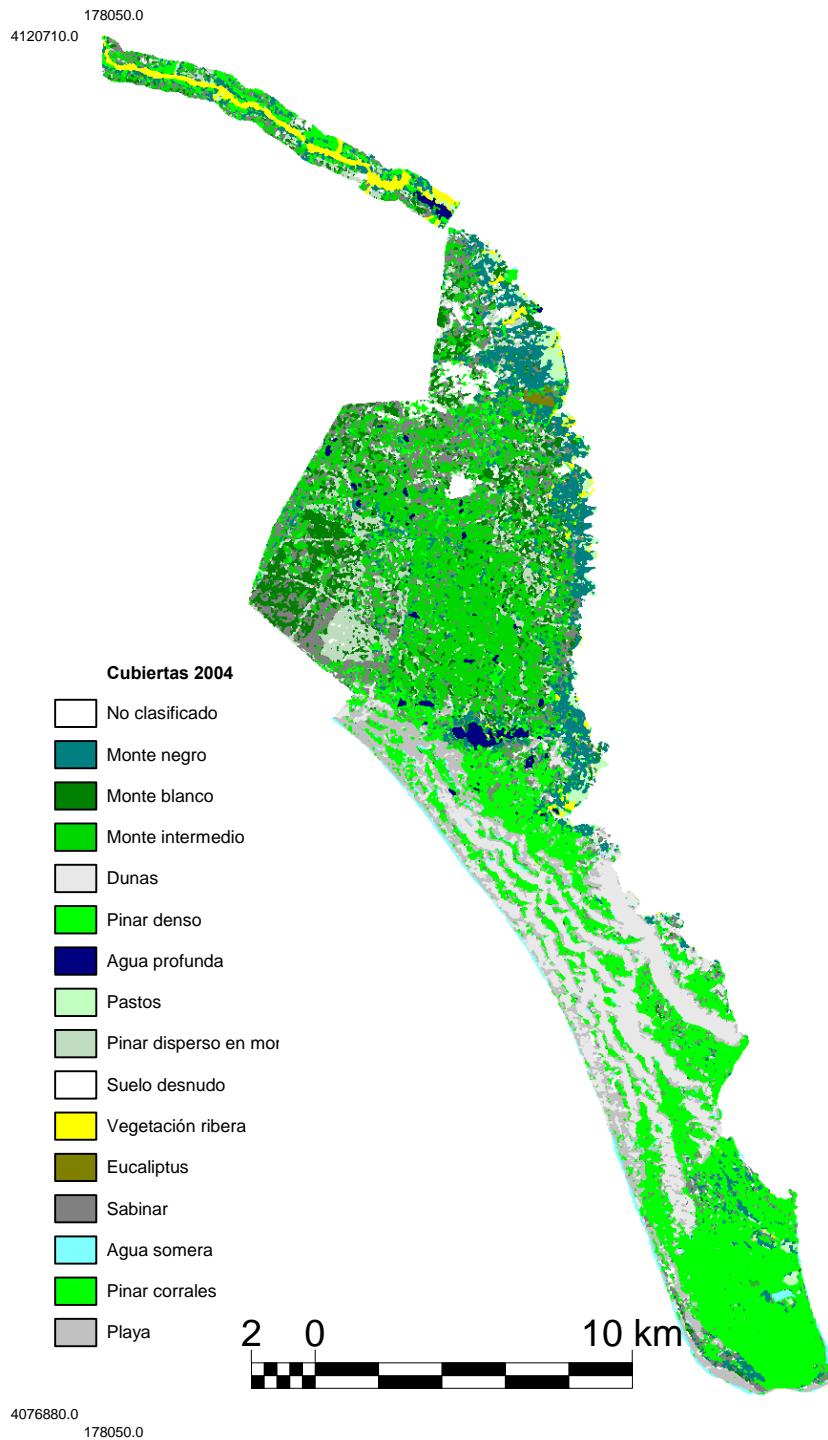 178050.0
4120710.0
Cubiertas 2004
No clasificado
Monte negro
Monte blanco
Monte intermedio
Dunas
Pinar denso
Agua profunda
Pastos
Pinar disperso en mo
Suelo desnudo
Vegetación ribera
Eucaliptus
Sabinar
Agua somera
Pinar corrales
Playa
2 0 10 km
4076880.0
178050.0